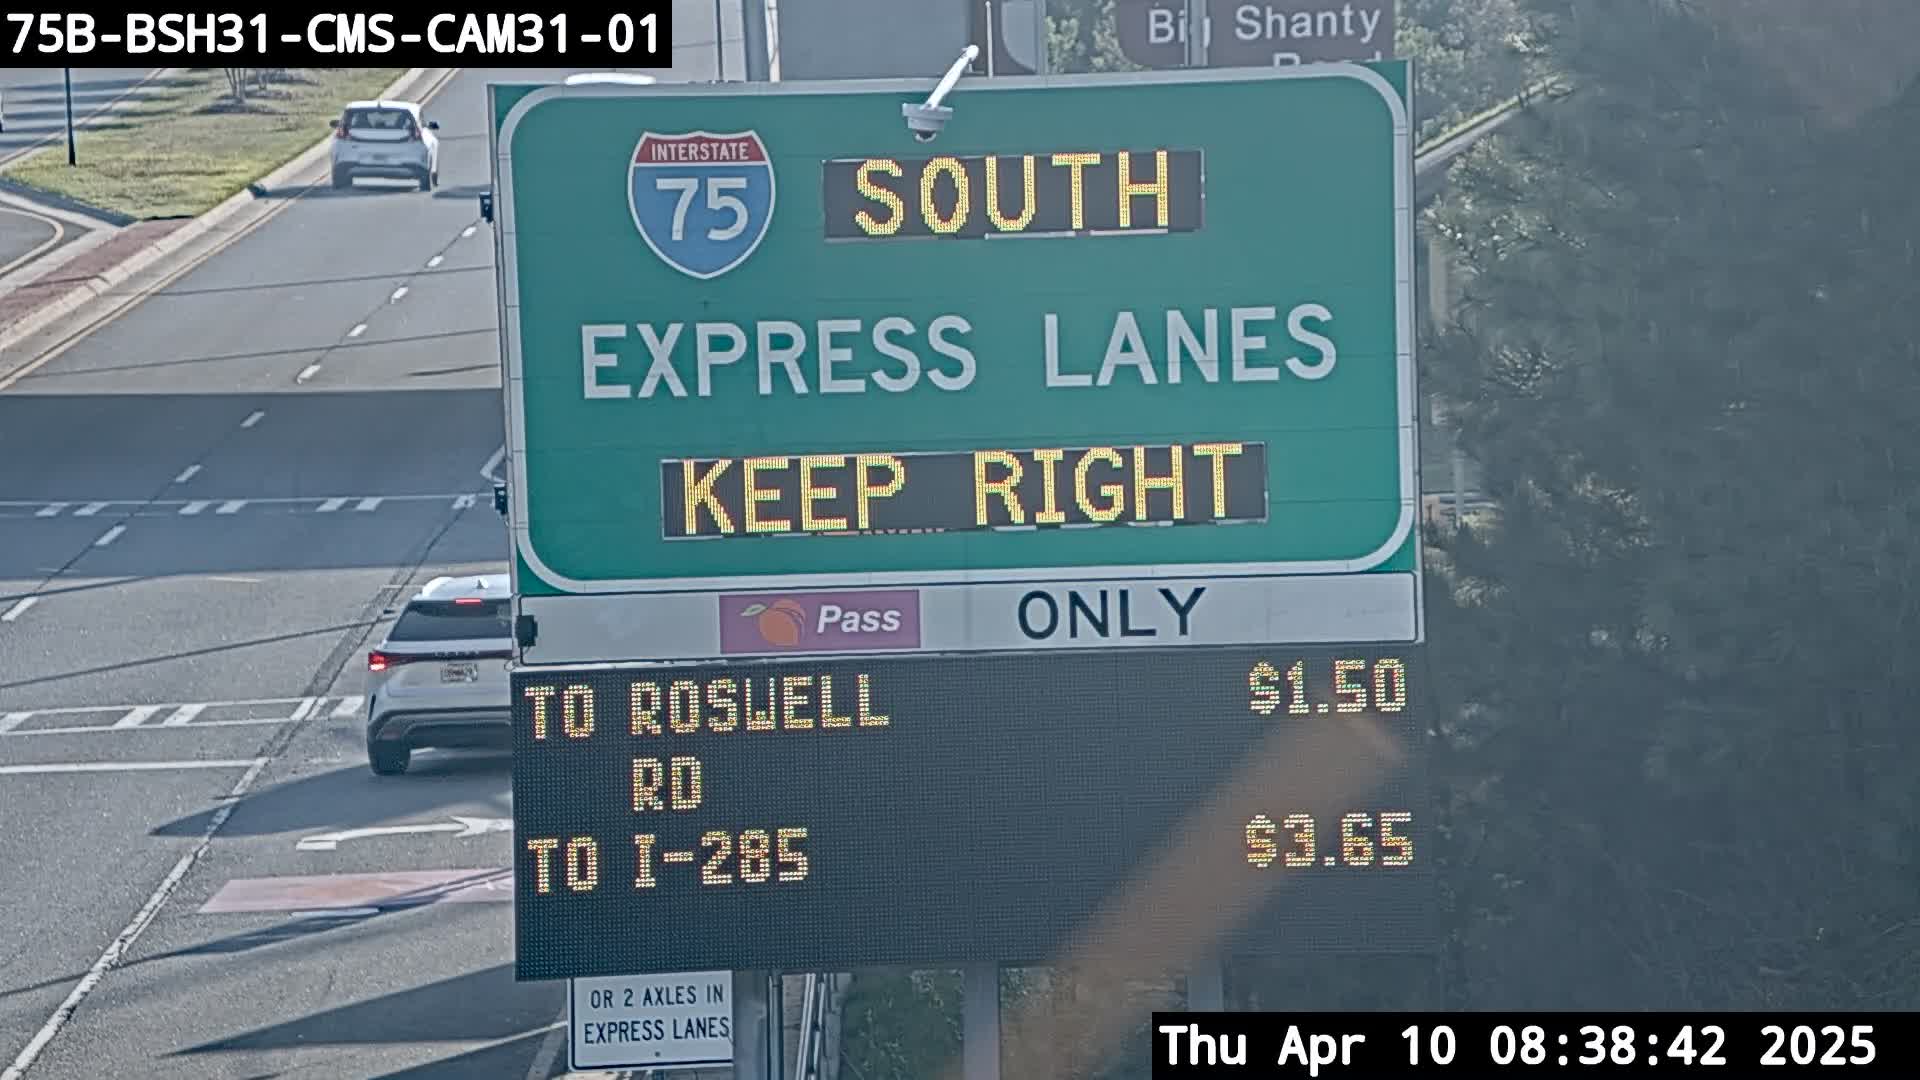 75B-BSH31-CMS-CAM31-01
Big Shanty
Road
INTERSTATE
75
SOUTH
EXPRESS LANES
KEEP RIGHT
Pass
ONLY
TO ROSWELL $1.50
RD
TO I-285 $3.65
OR 2 AXLES IN
EXPRESS LANES
Thu Apr 10 08:38:42 2025